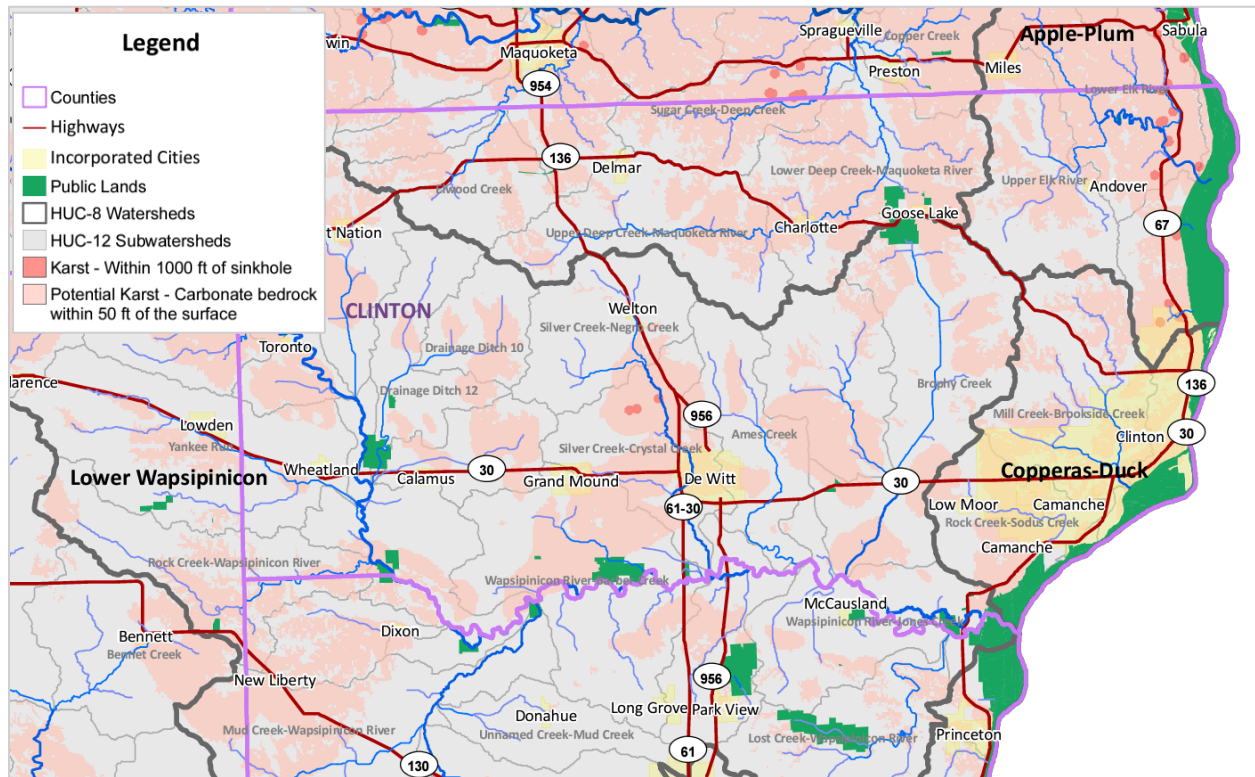 Legend
Counties
Highways
Incorporated Cities
Public Lands
HUC-8 Watersheds
HUC-12 Subwatersheds
Karst - Within 1000 ft of sinkhole
Potential Karst - Carbonate bedrock
within 50 ft of the surface
Maquoketa
954
Spragueville
Copper Creek
Preston
Miles
Apple-Plum
Sabula
Lower Elk River
Sugar Creek-Deep Creek
136
Delmar
Elwood Creek
Lower Deep Creek-Maquoketa River
Upper Elk River
Andover
Goose Lake
67
t Nation
Upper Deep Creek-Maquoketa River
Charlotte
CLINTON
Welton
Silver Creek-Negro Creek
Toronto
Drainage Ditch 10
Drainage Ditch 12
Brophy Creek
larence
136
Lowden
Yankee Run
956
Ames Creek
Mill Creek-Brookside Creek
Clinton
30
Silver Creek-Crystal Creek
Lower Wapsipinicon
Wheatland
Calamus
30
Grand Mound
De Witt
30
Copperas-Duck
61-30
Low Moor
Camanche
Rock Creek-Sodus Creek
Camanche
Rock Creek-Wapsipinicon River
Wapsipinicon River-Barber Creek
McCausland
Wapsipinicon River-Jones Creek
Bennett
Bennet Creek
Dixon
New Liberty
956
Donahue
Unnamed Creek-Mud Creek
Long Grove
Park View
Mud Creek-Wapsipinicon River
Lost Creek-Wapsipinicon River
Princeton
61
130